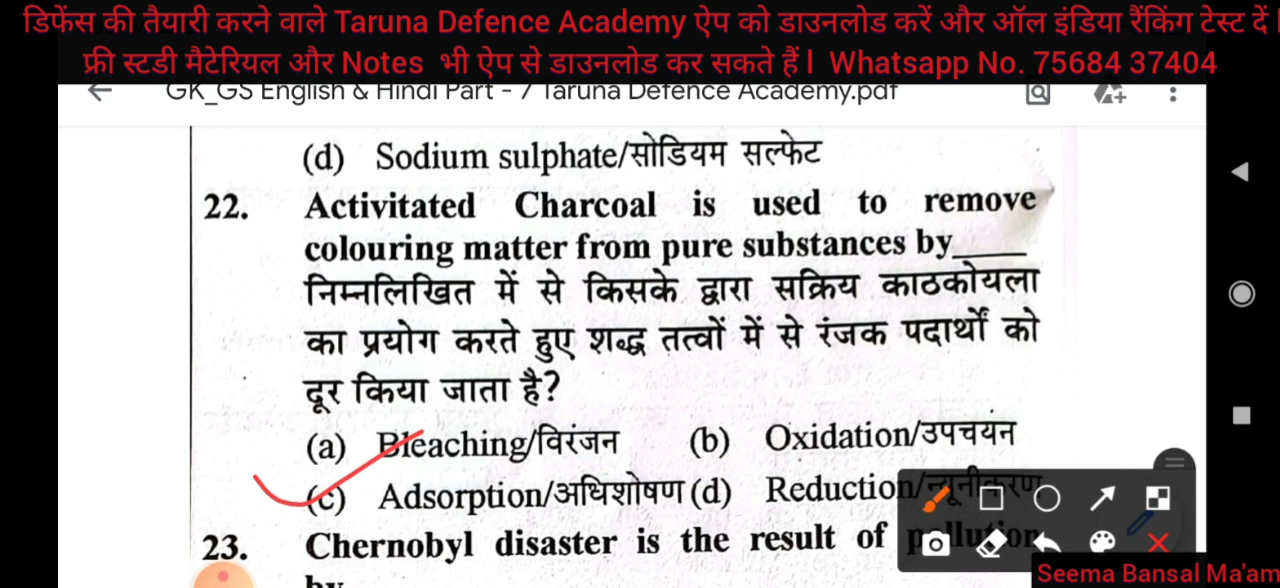 डिफेंस की तैयारी करने वाले Taruna Defence Academy ऐप को डाउनलोड करें और ऑल इंडिया रैंकिंग टेस्ट दें।
फ्री स्टडी मैटेरियल और Notes भी ऐप से डाउनलोड कर सकते हैं। Whatsapp No. 75684 37404
GK_GS English & Hindi Part - 7 Taruna Defence Academy.pdf
(d) Sodium sulphate/सोडियम सल्फेट
22. Activitated Charcoal is used to remove
colouring matter from pure substances by____
निम्नलिखित में से किसके द्वारा सक्रिय काठकोयला
का प्रयोग करते हुए शद्ध तत्वों में से रंजक पदार्थों को
दूर किया जाता है?
(a) Bleaching/विरंजन (b) Oxidation/उपचयन
(c) Adsorption/अधिशोषण (d) Reduction/न्यूनीकरण
23. Chernobyl disaster is the result of pollution
by
Seema Bansal Ma'am